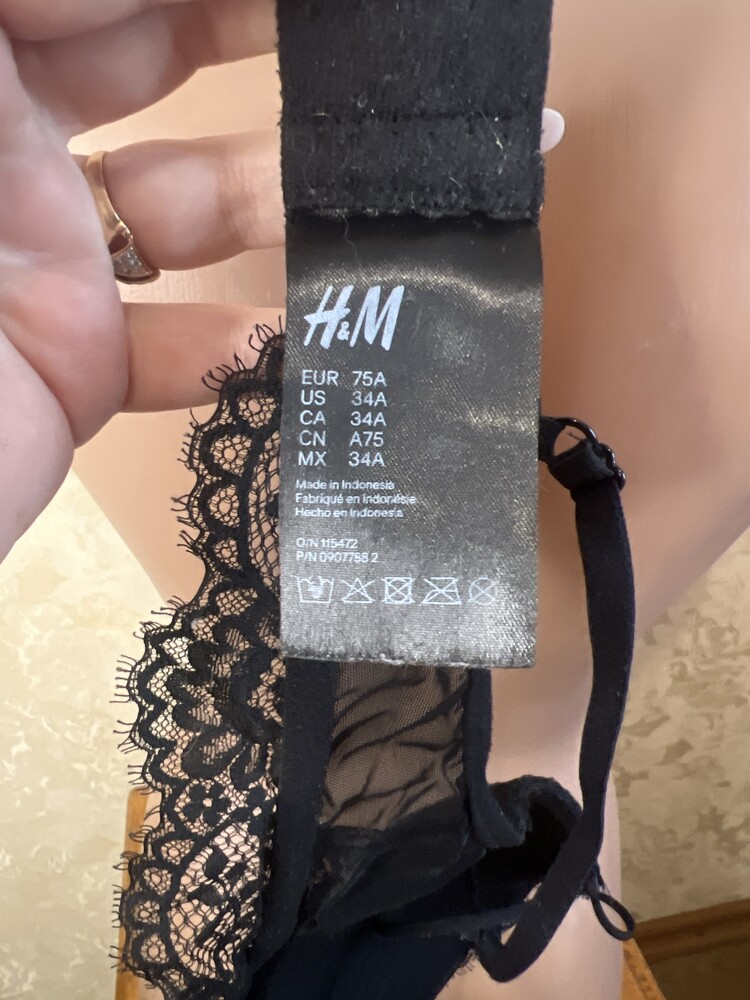 H&M
EUR 75A
US 34A
CA 34A
CN A75
MX 34A
Made in Indonesia
Fabriqué en Indonésie
Hecho en Indonesia
O/N 115472
P/N 0907788 2